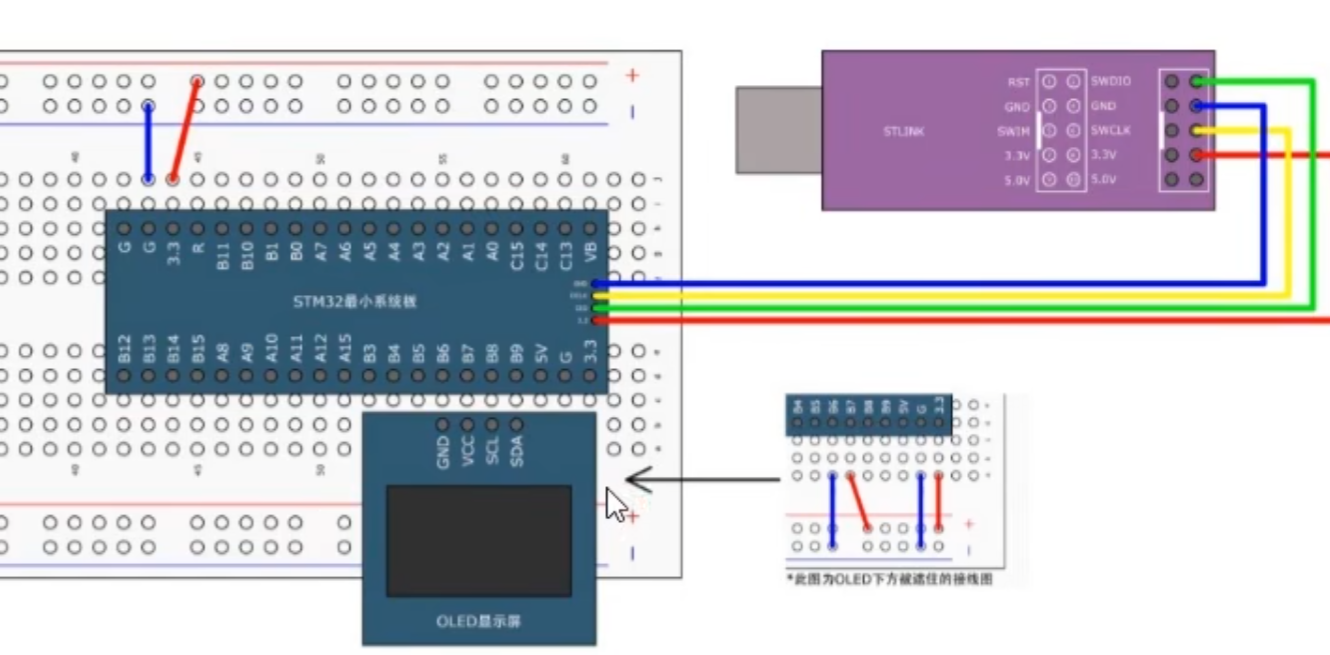 +
−
40
45
50
55
60
G G 3.3 R B11 B10 B1 B0 A7 A6 A5 A4 A3 A2 A1 A0 C15 C14 C13 VB
STM32最小系统板
B12 B13 B14 B15 A8 A9 A10 A11 A12 A15 B3 B4 B5 B6 B7 B8 B9 5V G 3.3
40
45
50
GND VCC SCL SDA
+
−
OLED显示屏
STLINK
RST SWDIO
GND GND
SWIM SWCLK
3.3V 3.3V
5.0V 5.0V
B4 B5 B6 B7 B8 B9 5V G 3.3
+
−
*此图为OLED下方被遮住的接线图